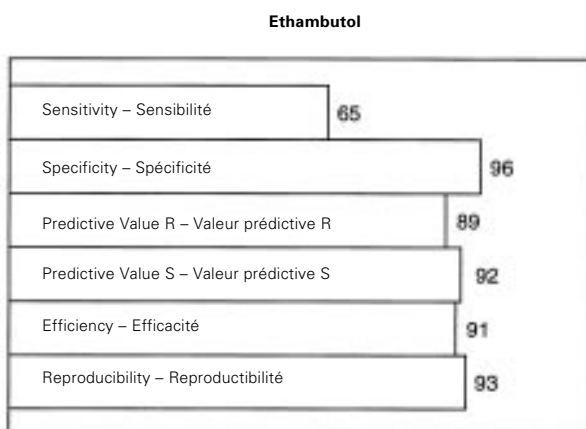 Ethambutol
Sensitivity – Sensibilité 65
Specificity – Spécificité 96
Predictive Value R – Valeur prédictive R 89
Predictive Value S – Valeur prédictive S 92
Efficiency – Efficacité 91
Reproducibility – Reproductibilité 93